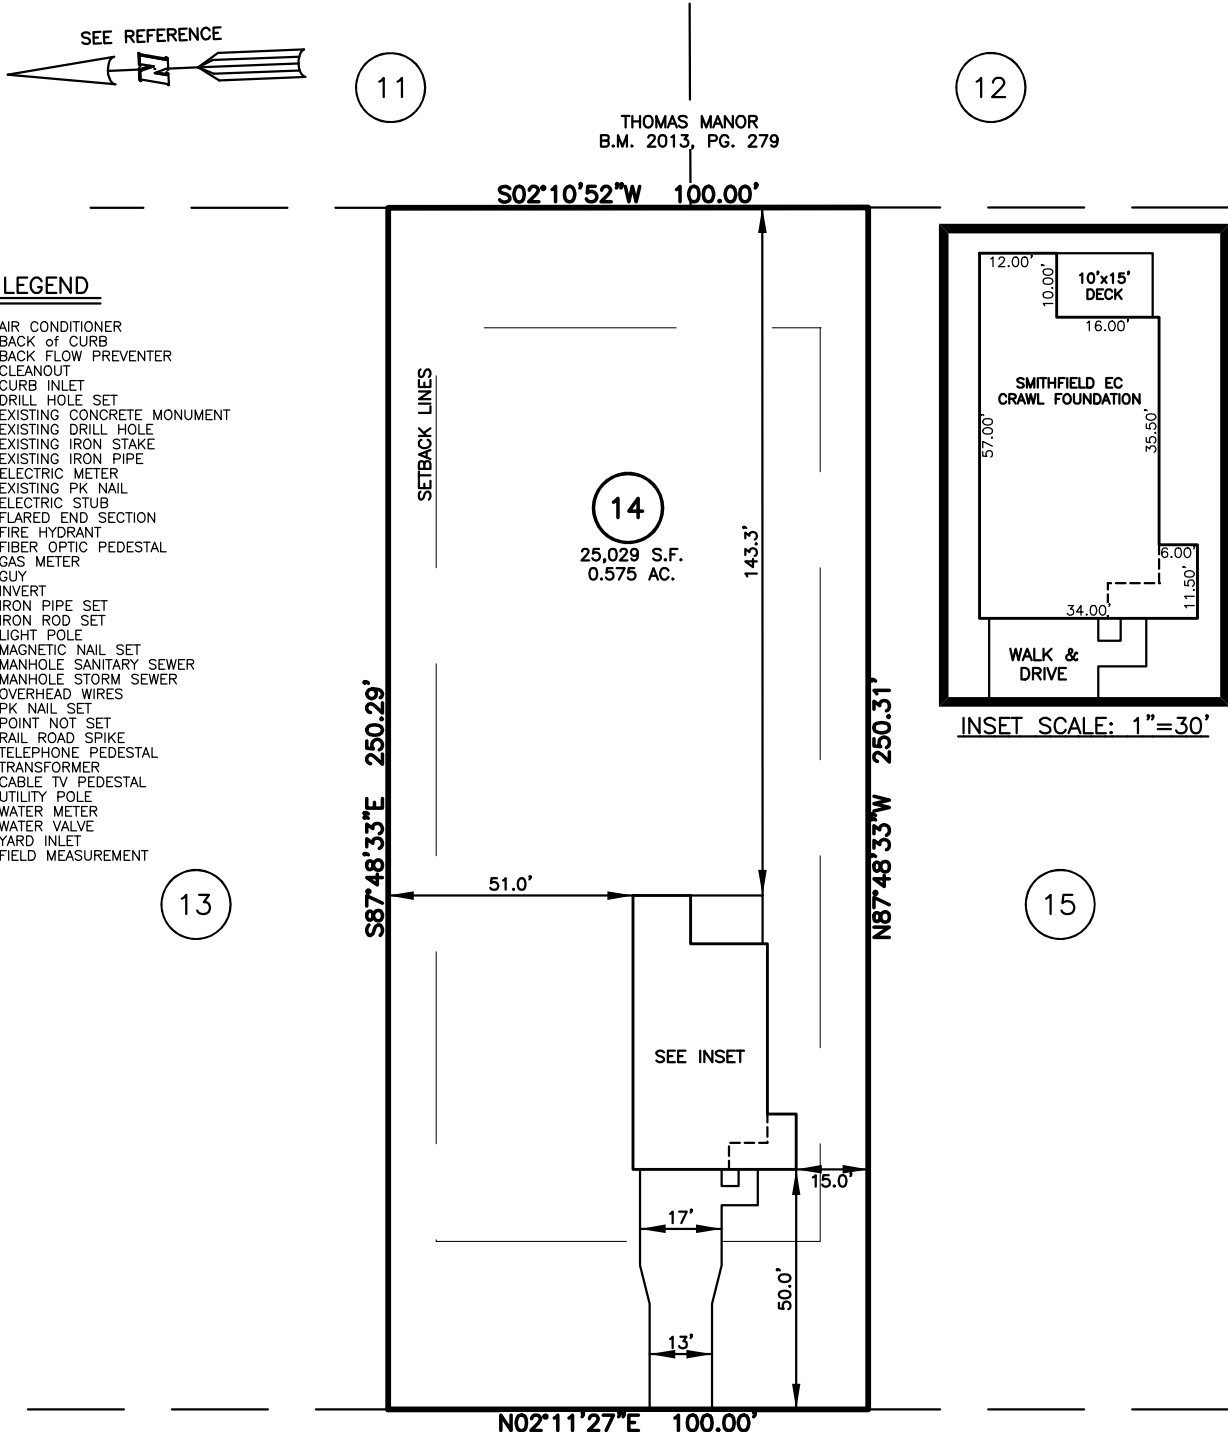 SEE REFERENCE
N
11
12
THOMAS MANOR
B.M. 2013, PG. 279
S02°10'52"W 100.00'
LEGEND
AIR CONDITIONER
BACK of CURB
BACK FLOW PREVENTER
CLEANOUT
CURB INLET
DRILL HOLE SET
EXISTING CONCRETE MONUMENT
EXISTING DRILL HOLE
EXISTING IRON STAKE
EXISTING IRON PIPE
ELECTRIC METER
EXISTING PK NAIL
ELECTRIC STUB
FLARED END SECTION
FIRE HYDRANT
FIBER OPTIC PEDESTAL
GAS METER
GUY
INVERT
IRON PIPE SET
IRON ROD SET
LIGHT POLE
MAGNETIC NAIL SET
MANHOLE SANITARY SEWER
MANHOLE STORM SEWER
OVERHEAD WIRES
PK NAIL SET
POINT NOT SET
RAIL ROAD SPIKE
TELEPHONE PEDESTAL
TRANSFORMER
CABLE TV PEDESTAL
UTILITY POLE
WATER METER
WATER VALVE
YARD INLET
FIELD MEASUREMENT
SETBACK LINES
14
25,029 S.F.
0.575 AC.
143.3'
12.00'
10.00'
10'x15'
DECK
16.00'
SMITHFIELD EC
CRAWL FOUNDATION
57.00'
35.50'
6.00'
11.50'
34.00'
WALK &
DRIVE
INSET SCALE: 1"=30'
S87°48'33"E 250.29'
N87°48'33"W 250.31'
13
51.0'
15
SEE INSET
15.0'
17'
50.0'
13'
N02°11'27"E 100.00'